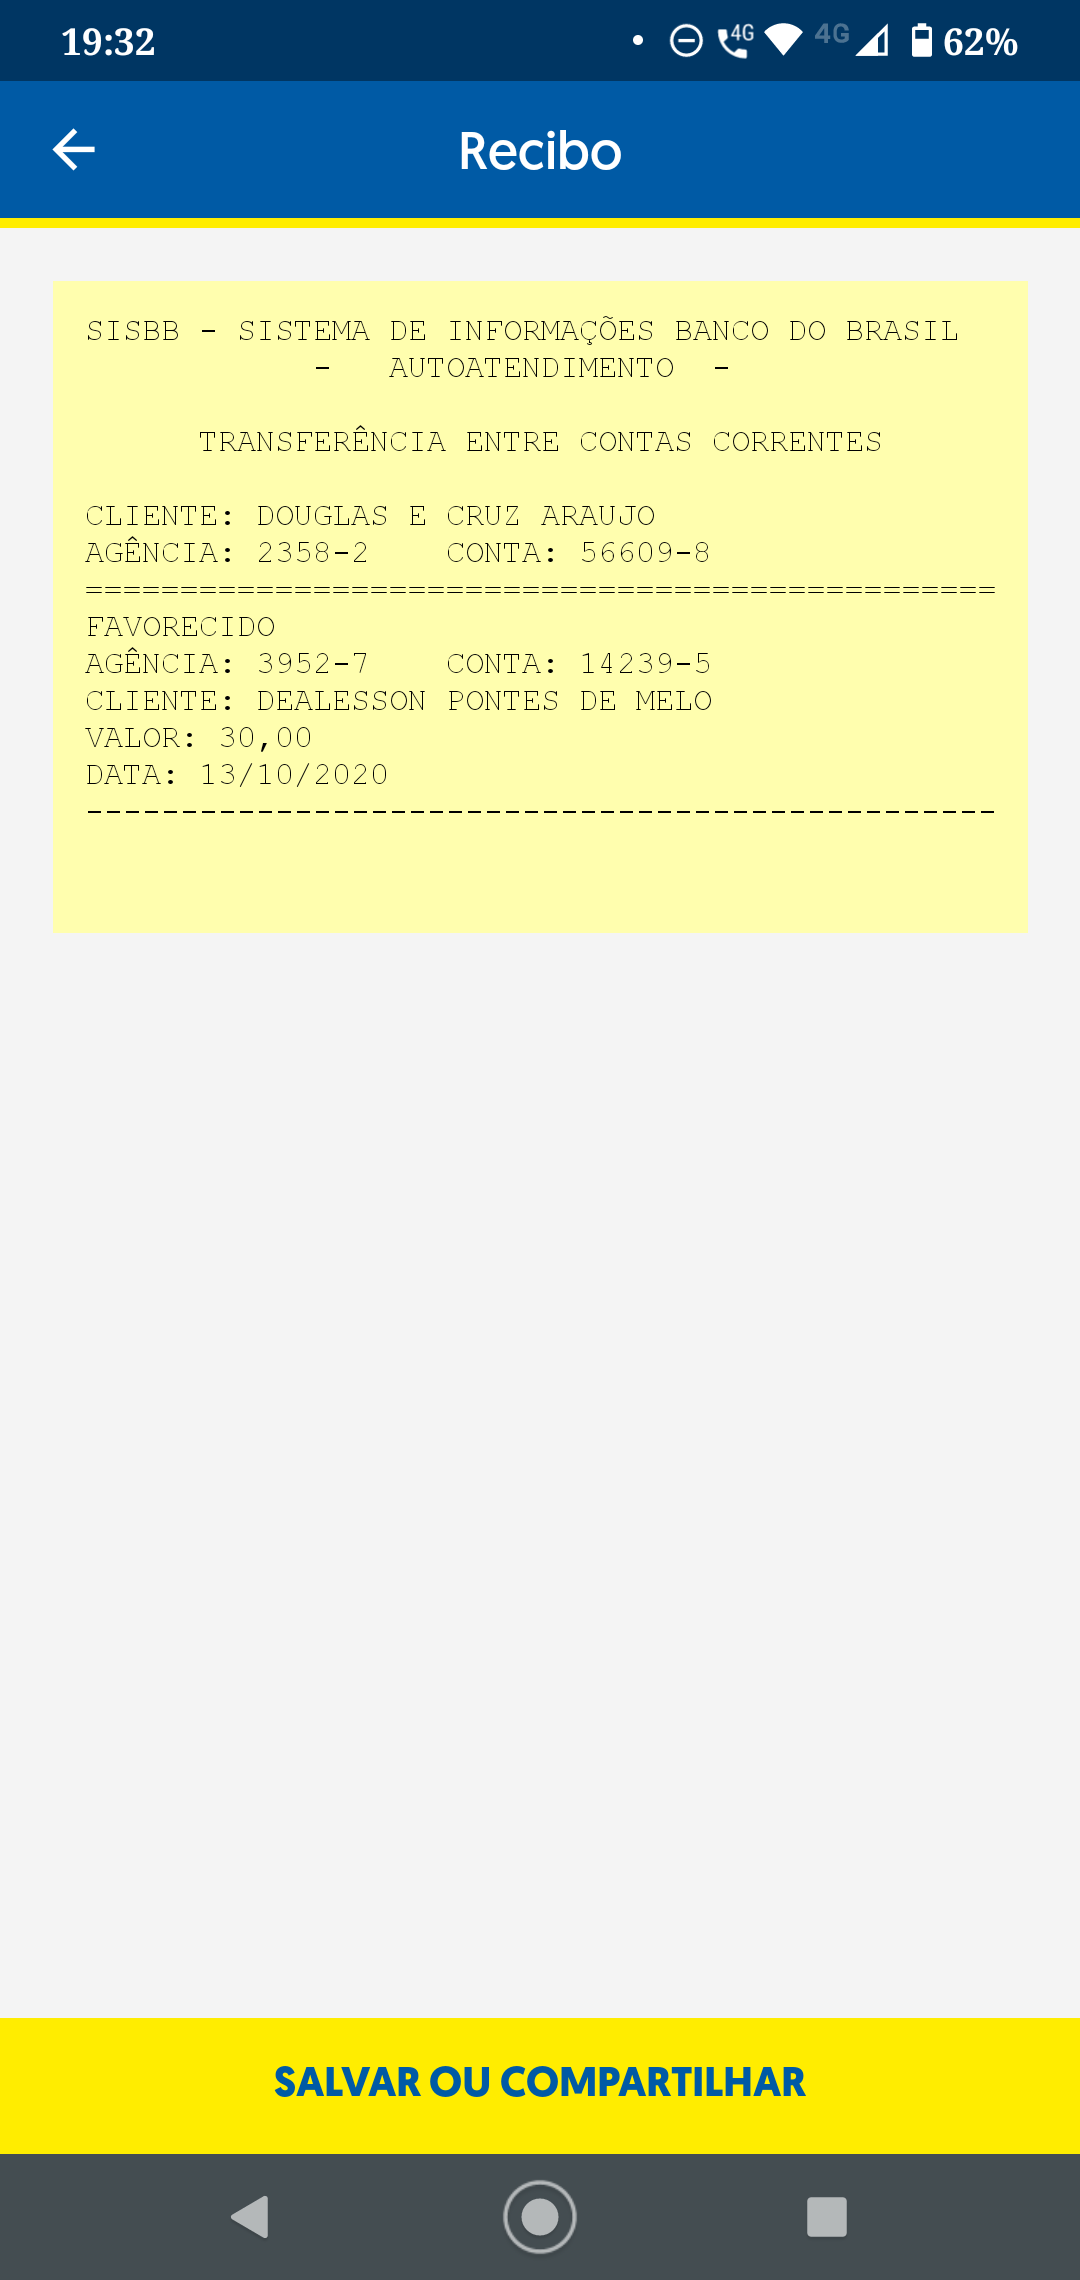 19:32 4G 4G 62%
Recibo
SISBB - SISTEMA DE INFORMAÇÕES BANCO DO BRASIL
- AUTOATENDIMENTO -
TRANSFERÊNCIA ENTRE CONTAS CORRENTES
CLIENTE: DOUGLAS E CRUZ ARAUJO
AGÊNCIA: 2358-2 CONTA: 56609-8
================================================
FAVORECIDO
AGÊNCIA: 3952-7 CONTA: 14239-5
CLIENTE: DEALESSON PONTES DE MELO
VALOR: 30,00
DATA: 13/10/2020
------------------------------------------------
SALVAR OU COMPARTILHAR